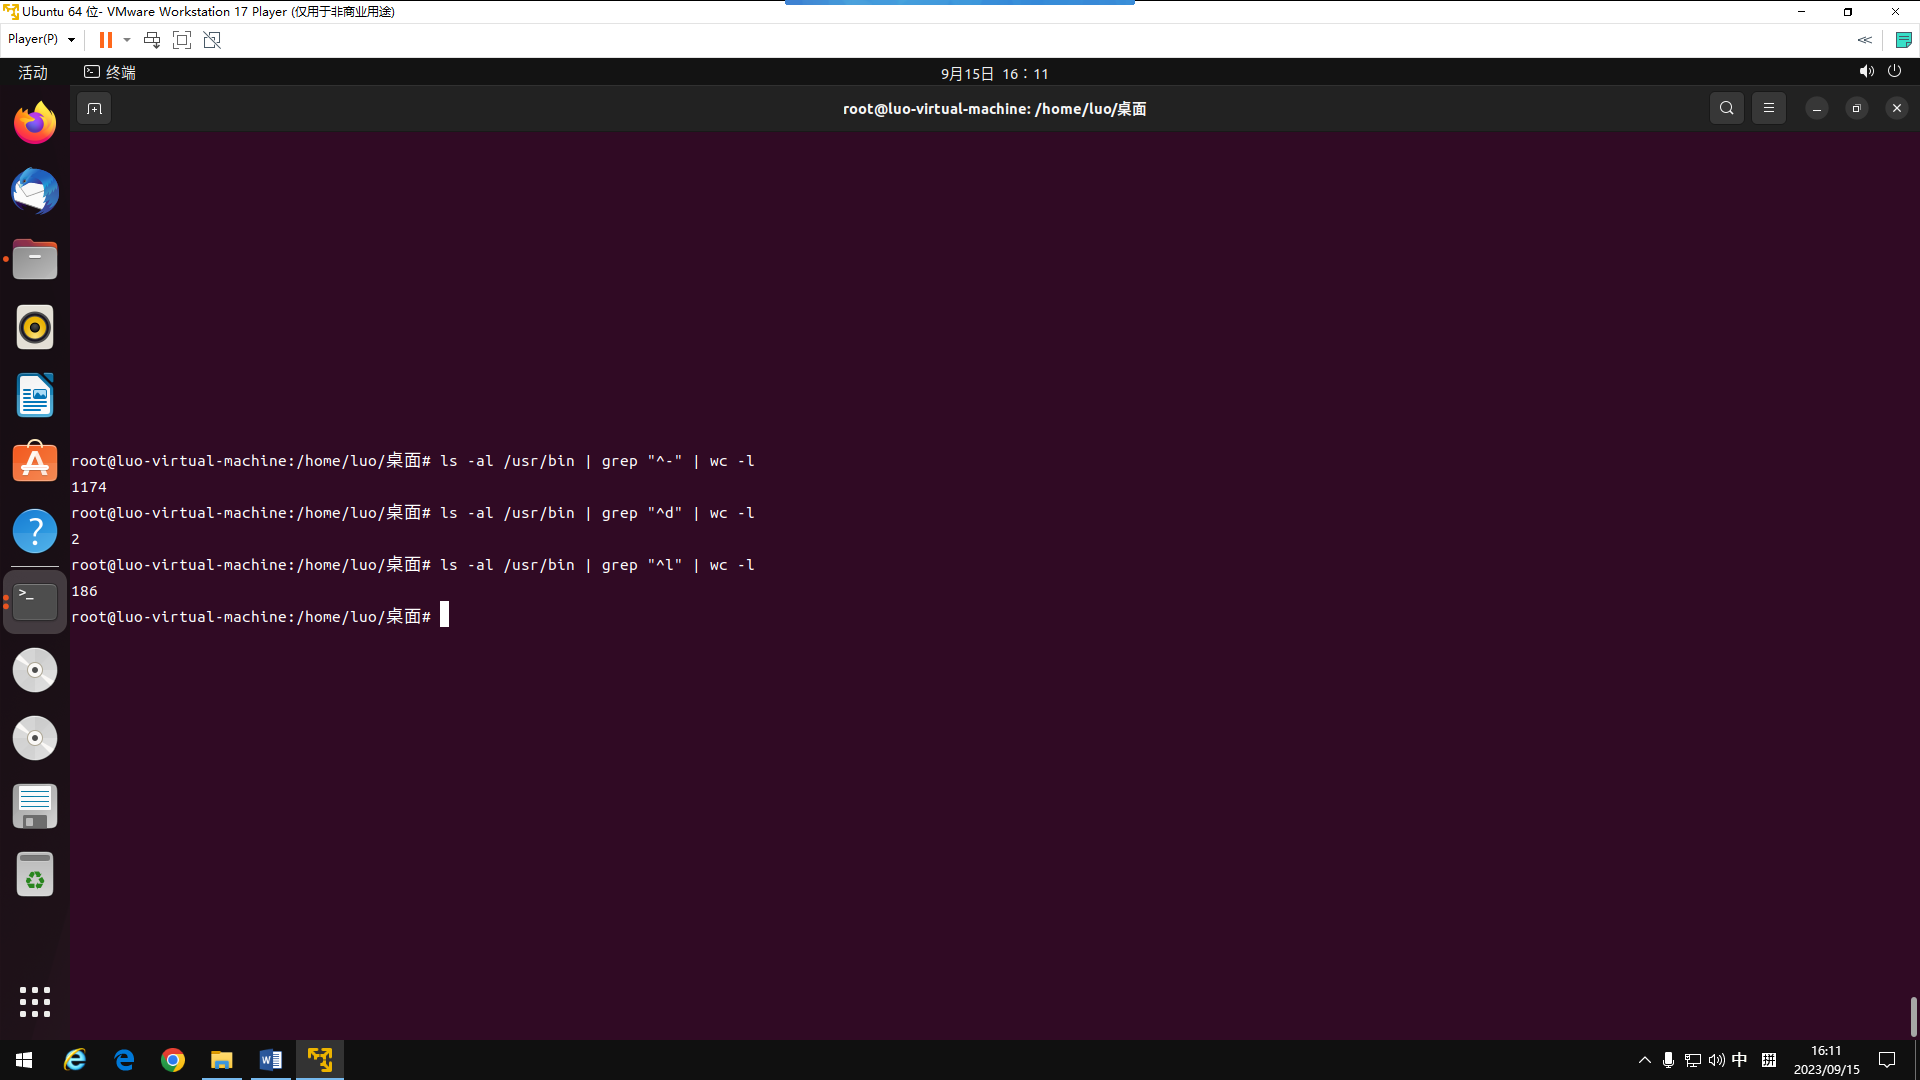 Ubuntu 64 位- VMware Workstation 17 Player (仅用于非商业用途)
Player(P)
活动 终端 9月15日 16：11
root@luo-virtual-machine: /home/luo/桌面
root@luo-virtual-machine:/home/luo/桌面# ls -al /usr/bin | grep "^-" | wc -l
1174
root@luo-virtual-machine:/home/luo/桌面# ls -al /usr/bin | grep "^d" | wc -l
2
root@luo-virtual-machine:/home/luo/桌面# ls -al /usr/bin | grep "^l" | wc -l
186
root@luo-virtual-machine:/home/luo/桌面#
中 拼 16:11
2023/09/15